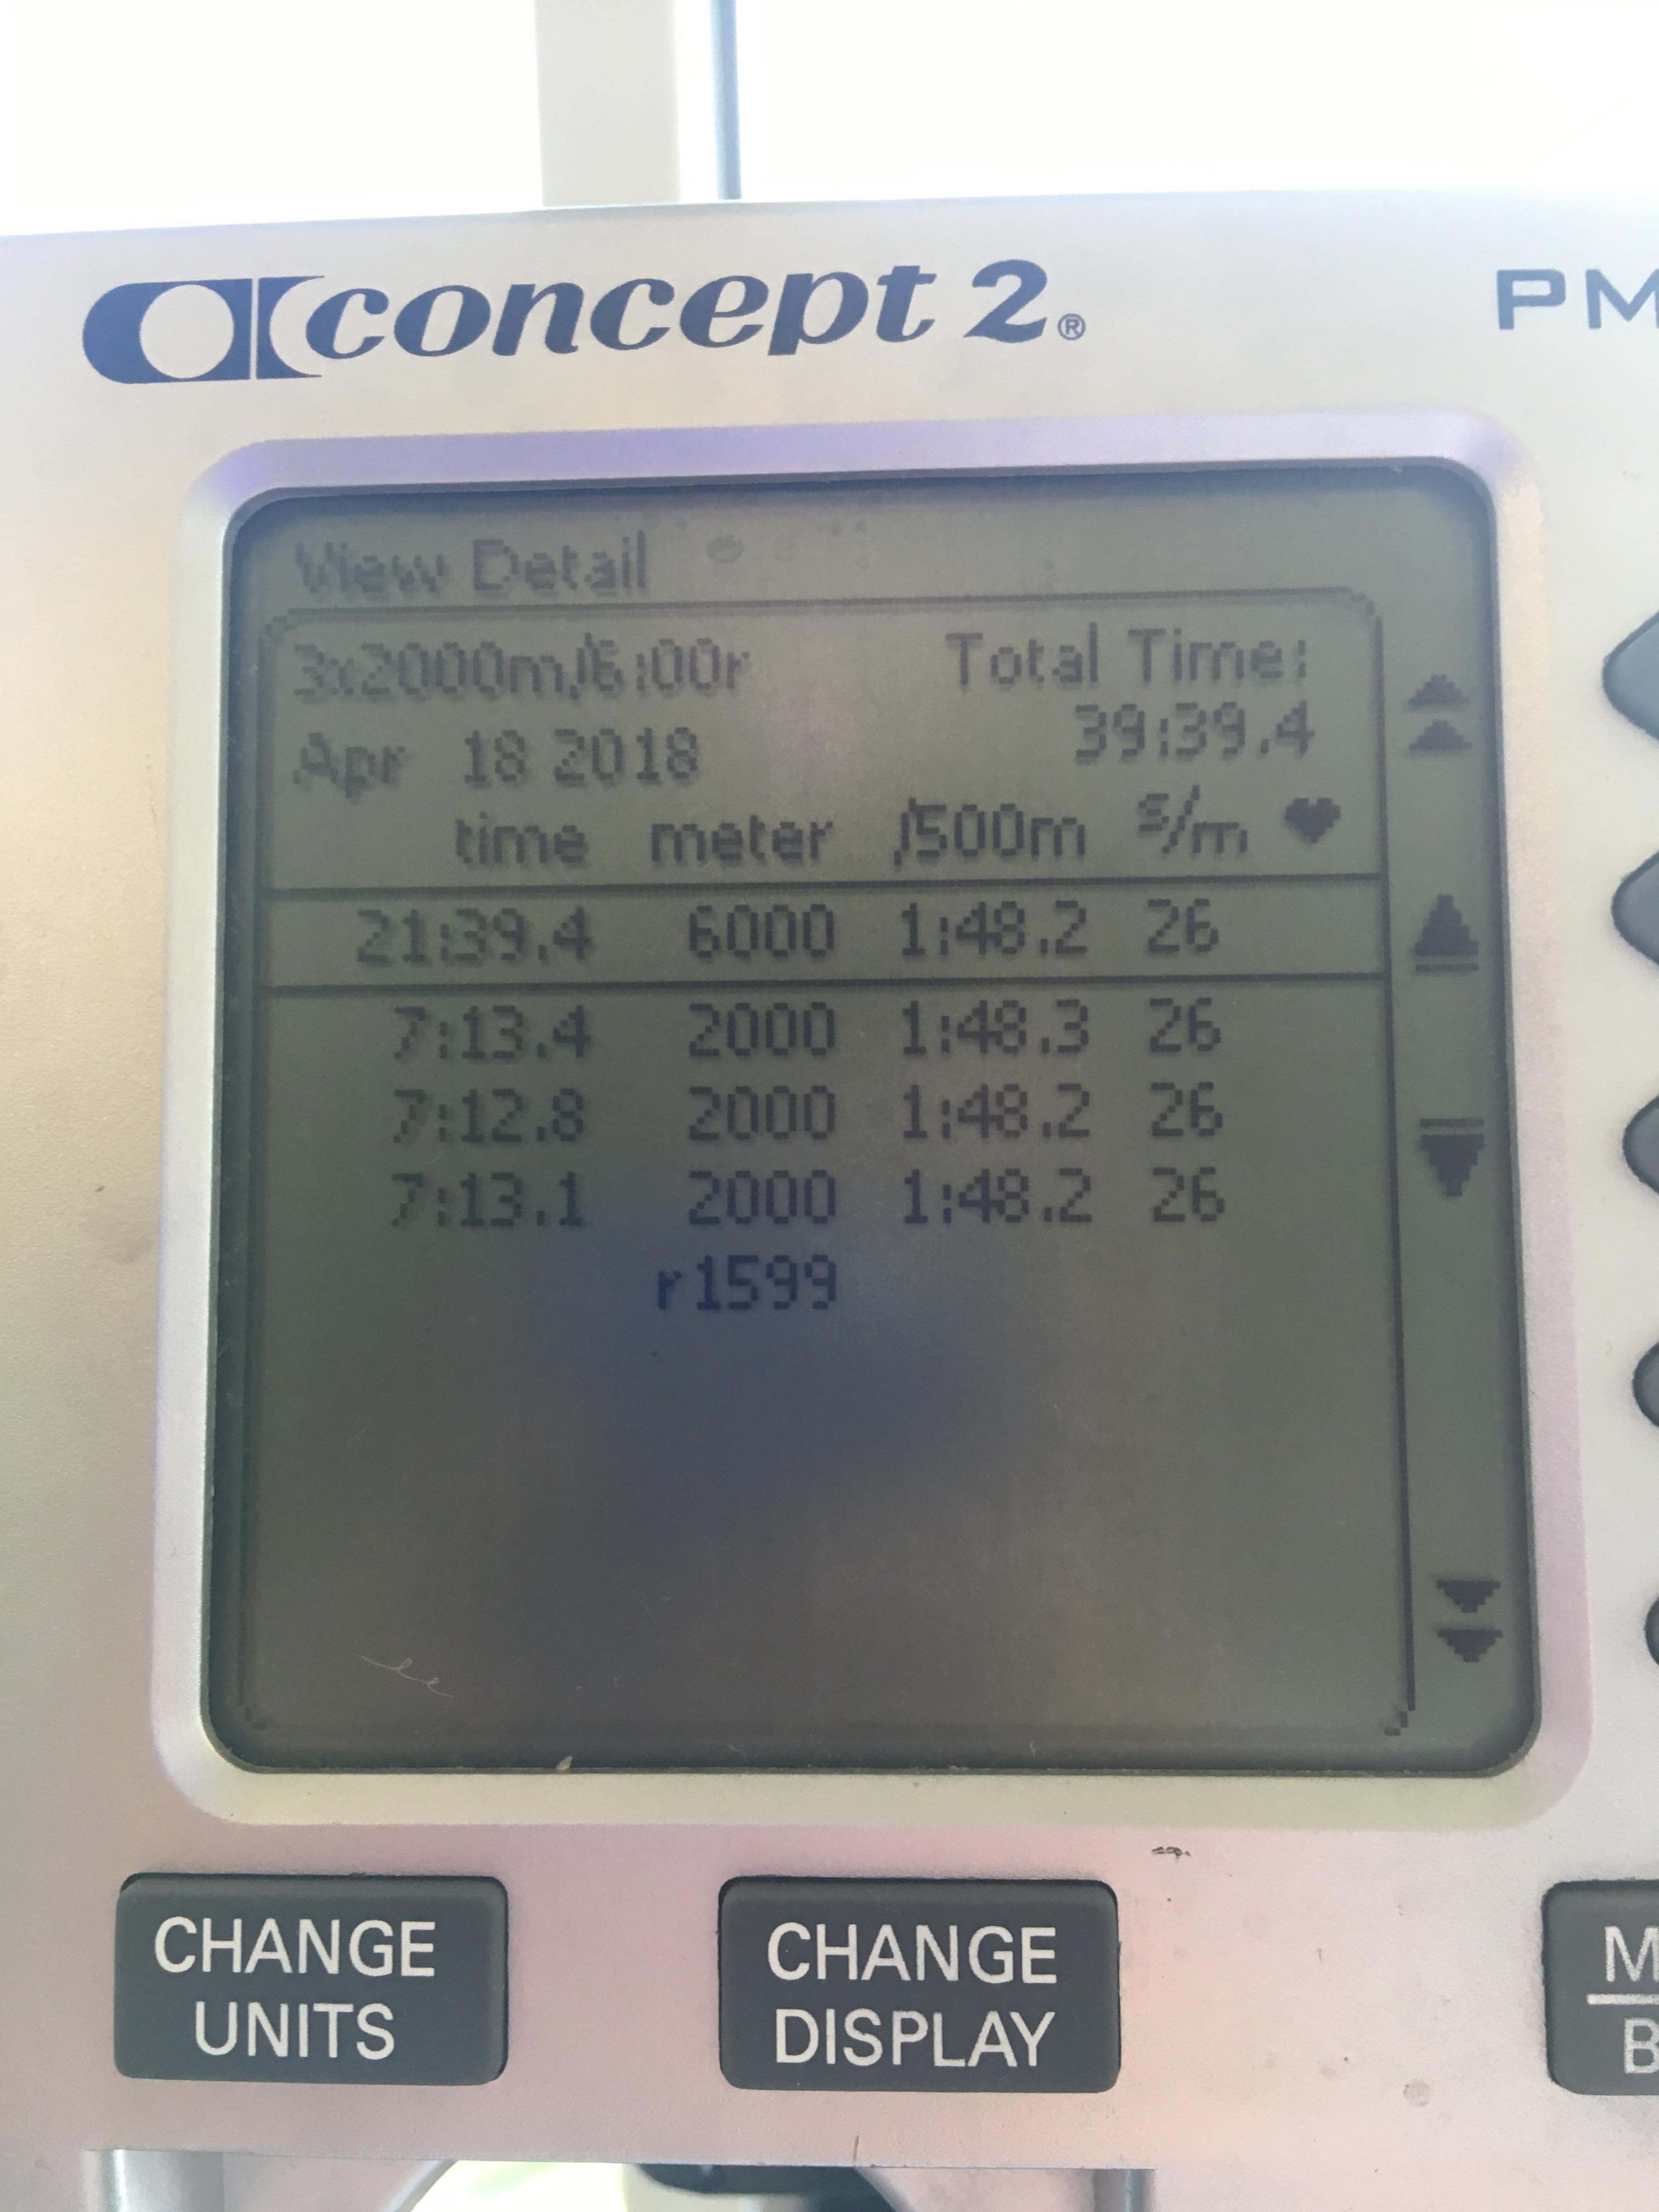 concept 2®
PM
View Detail
3x2000m/6:00r Total Time:
Apr 18 2018 39:39.4
time meter /500m s/m ♥
21:39.4 6000 1:48.2 26
7:13.4 2000 1:48.3 26
7:12.8 2000 1:48.2 26
7:13.1 2000 1:48.2 26
r1599
CHANGE
UNITS
CHANGE
DISPLAY
M
B